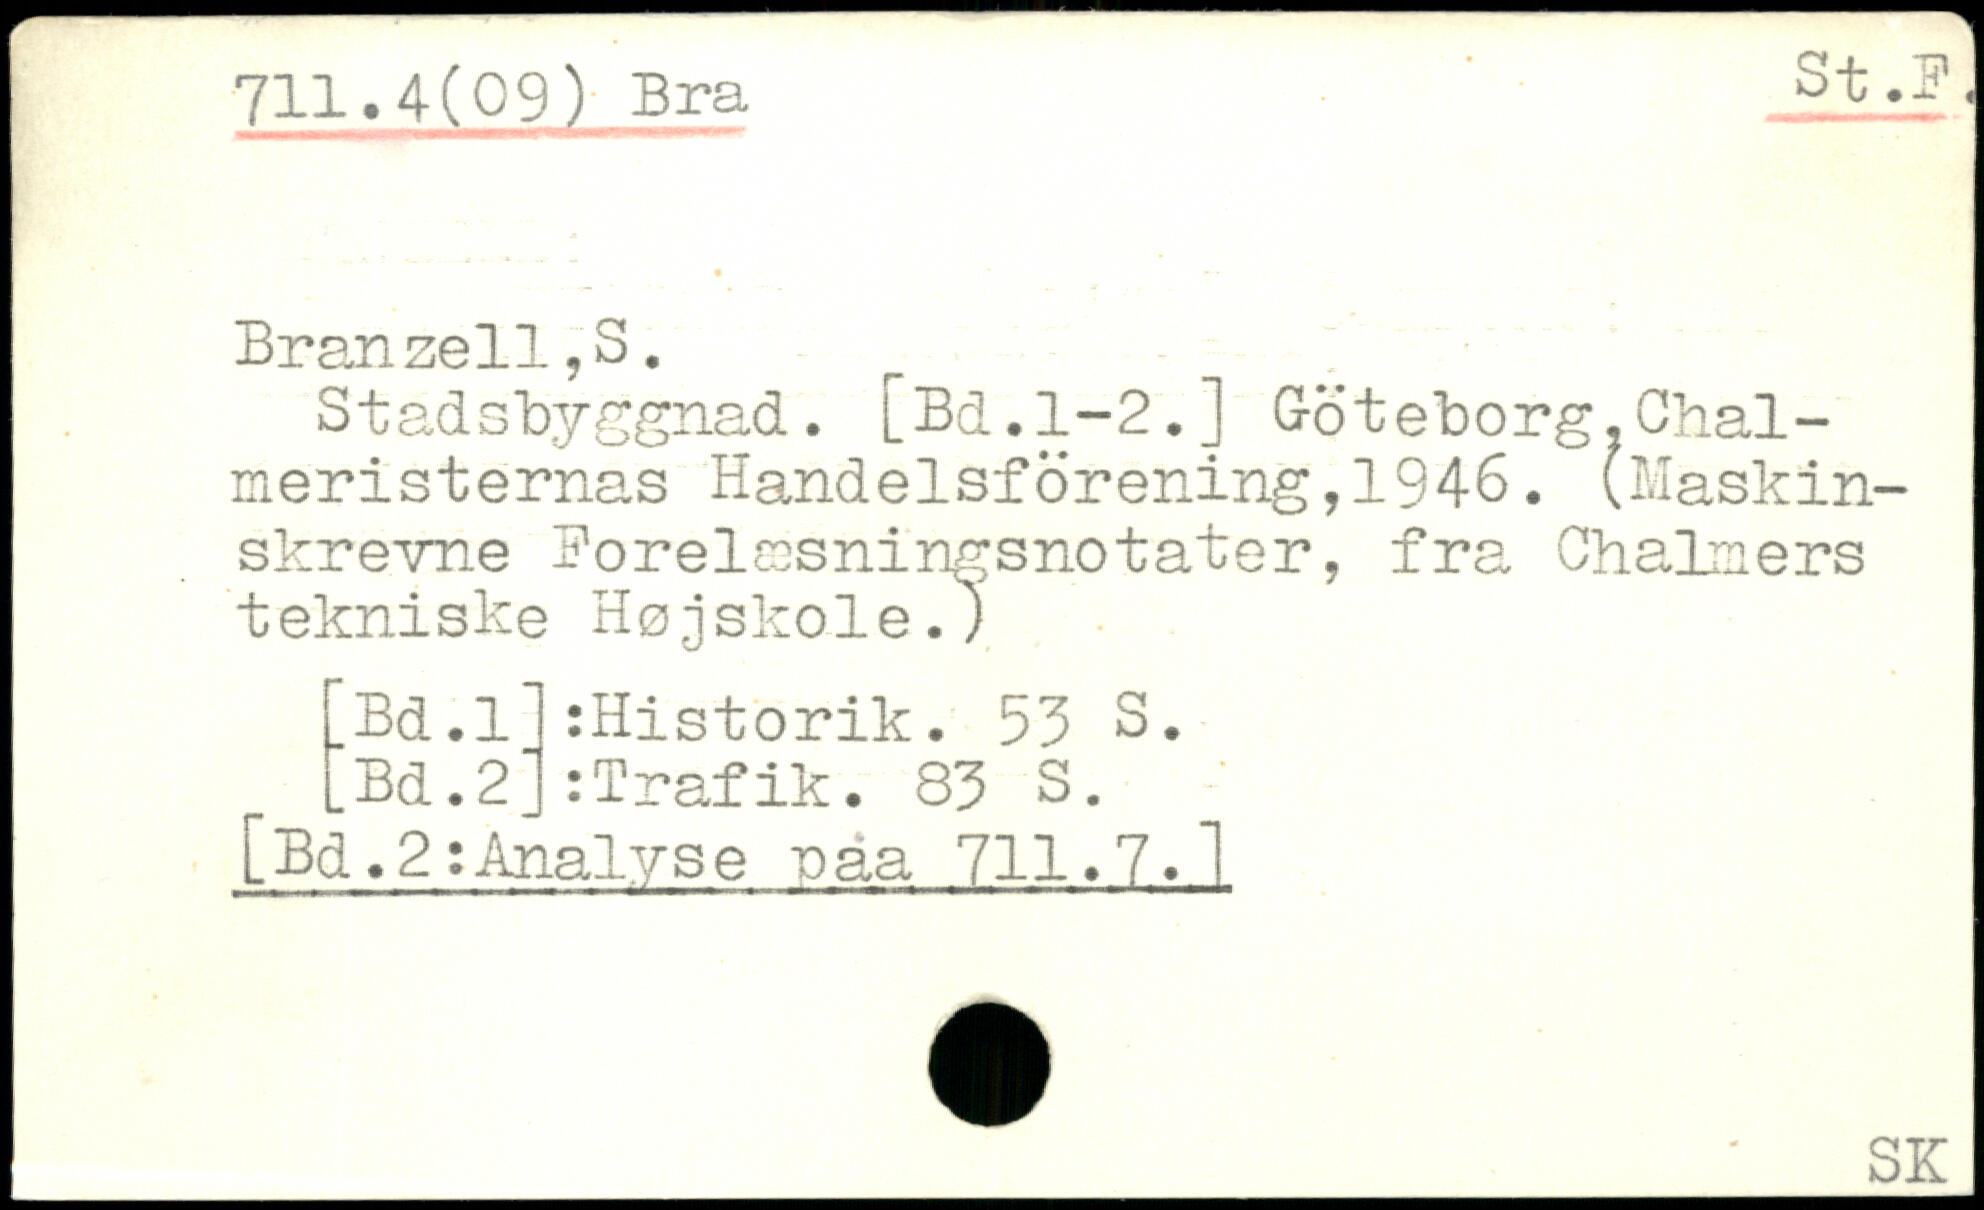 711.4(09) Bra St.F.
Branzell,S.
Stadsbyggnad. [Bd.1-2.] Göteborg,Chal-
meristernas Handelsförening,1946. (Maskin-
skrevne Forelæsningsnotater, fra Chalmers
tekniske Højskole.)
[Bd.1]:Historik. 53 S.
[Bd.2]:Trafik. 83 S.
[Bd.2:Analyse paa 711.7.]
SK